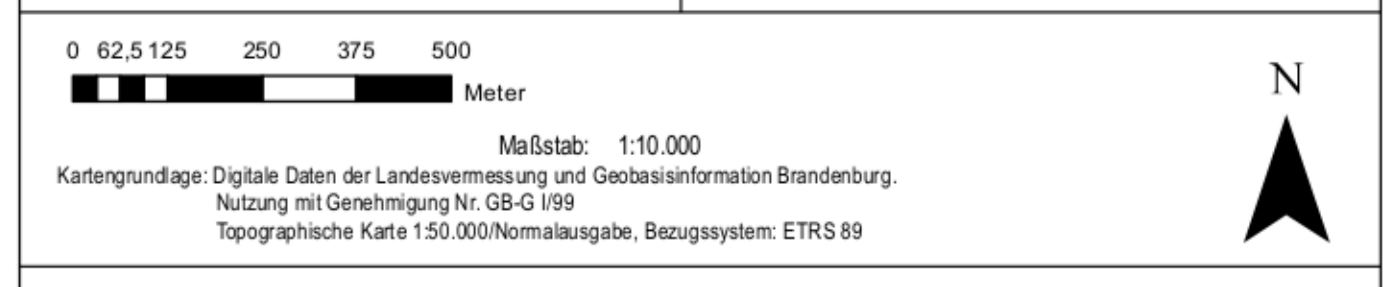 0 62,5 125 250 375 500
Meter
N
Maßstab: 1:10.000
Kartengrundlage: Digitale Daten der Landesvermessung und Geobasisinformation Brandenburg.
Nutzung mit Genehmigung Nr. GB-G I/99
Topographische Karte 1:50.000/Normalausgabe, Bezugssystem: ETRS 89